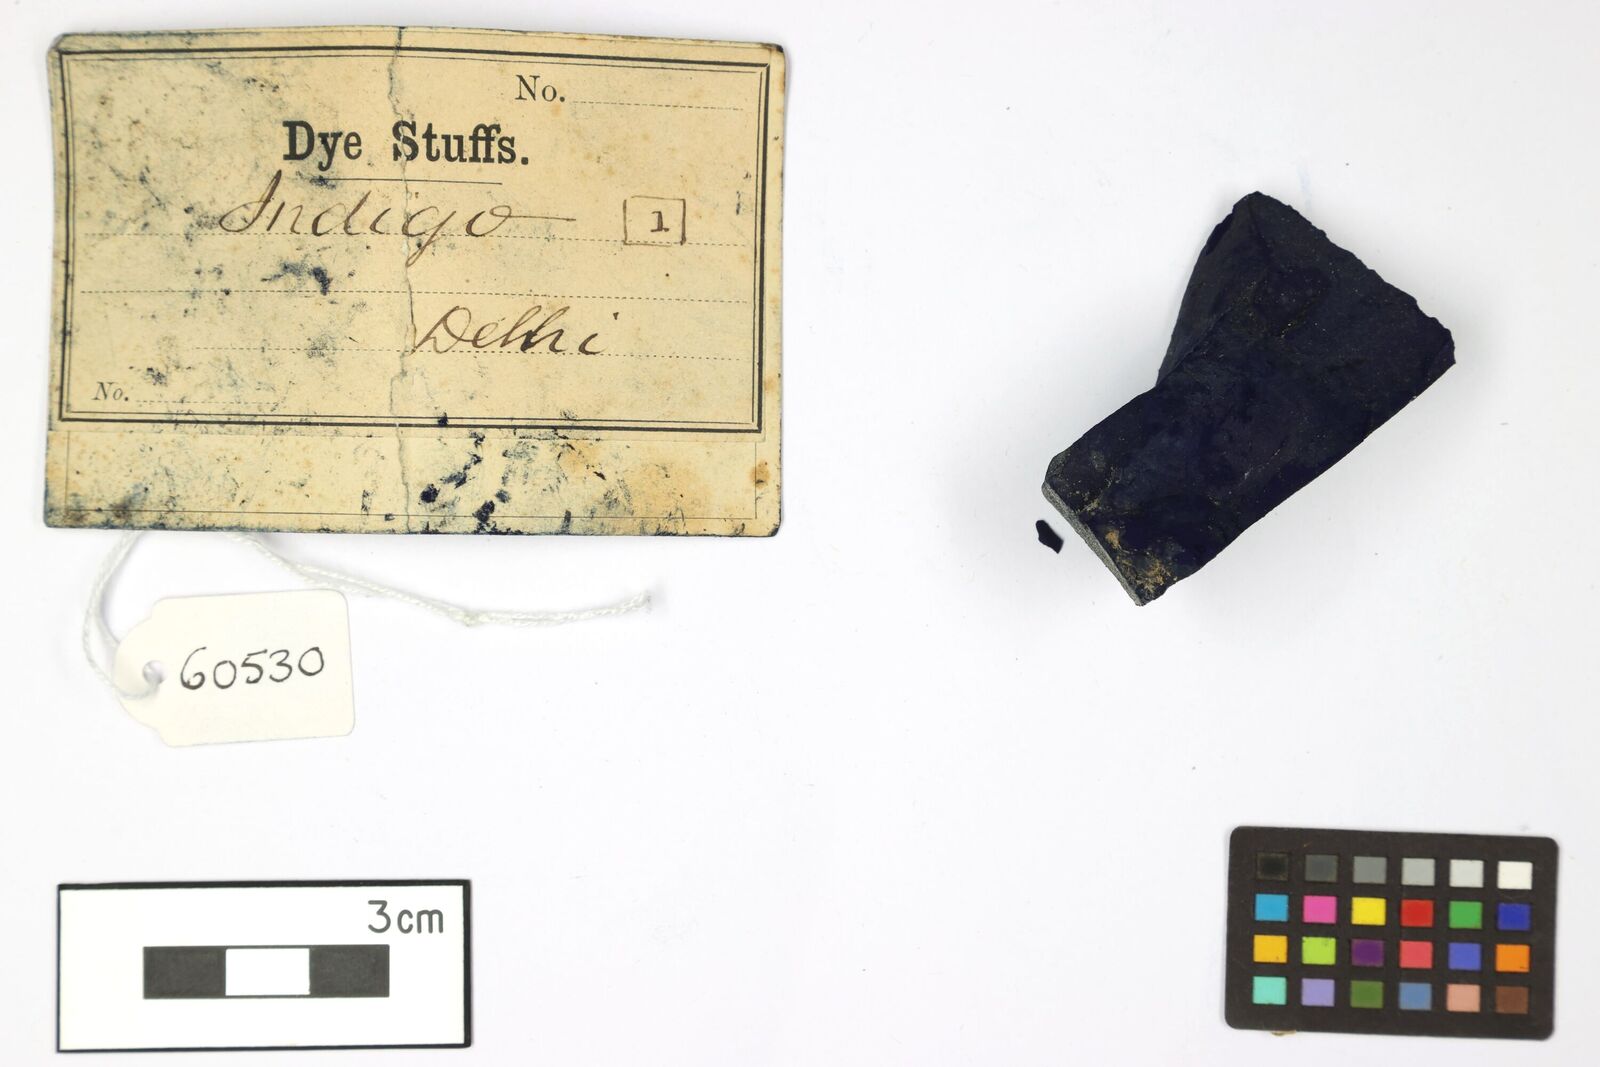 No.
Dye Stuffs.
Indigo 1
Delhi
No.
60530
3cm